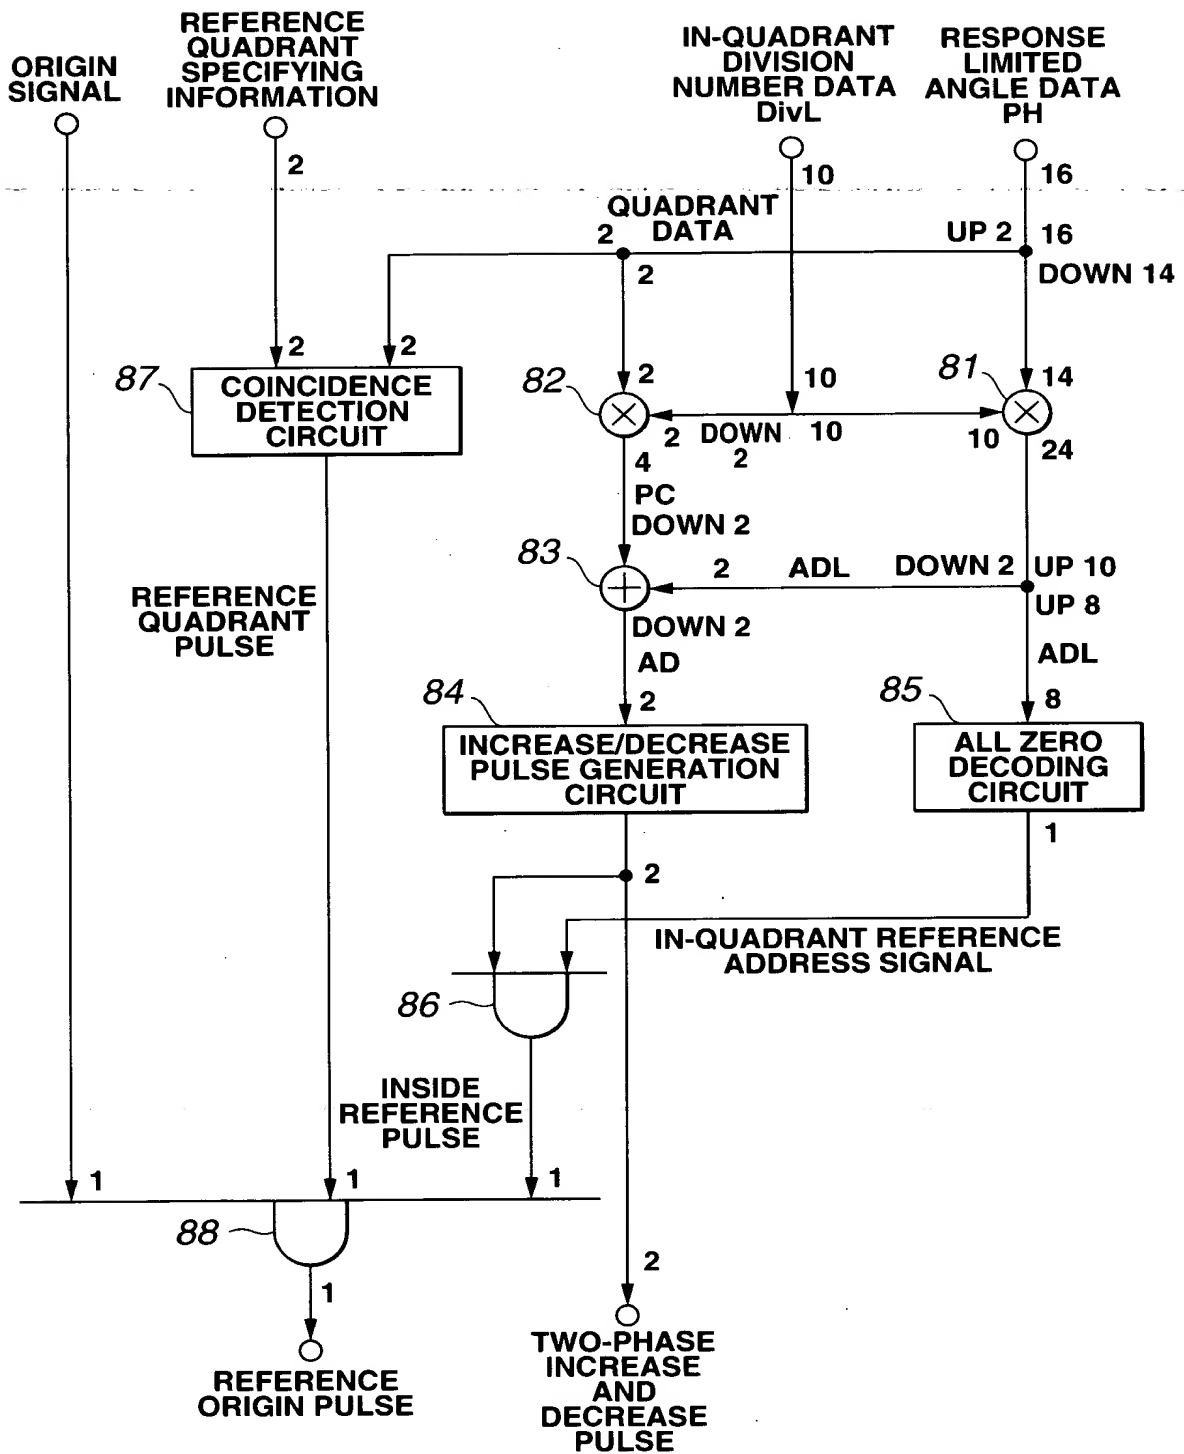 ORIGIN
SIGNAL
REFERENCE
QUADRANT
SPECIFYING
INFORMATION
IN-QUADRANT
DIVISION
NUMBER DATA
DivL
RESPONSE
LIMITED
ANGLE DATA
PH
2
10
16
QUADRANT
DATA
2
UP 2
16
2
DOWN 14
2
2
87
COINCIDENCE
DETECTION
CIRCUIT
82
2
10
81
14
2
DOWN
2
10
10
24
4
PC
DOWN 2
83
2
ADL
DOWN 2
UP 10
UP 8
DOWN 2
AD
ADL
REFERENCE
QUADRANT
PULSE
84
2
85
8
INCREASE/DECREASE
PULSE GENERATION
CIRCUIT
ALL ZERO
DECODING
CIRCUIT
1
2
IN-QUADRANT REFERENCE
ADDRESS SIGNAL
86
INSIDE
REFERENCE
PULSE
1
1
1
88
1
2
REFERENCE
ORIGIN PULSE
TWO-PHASE
INCREASE
AND
DECREASE
PULSE